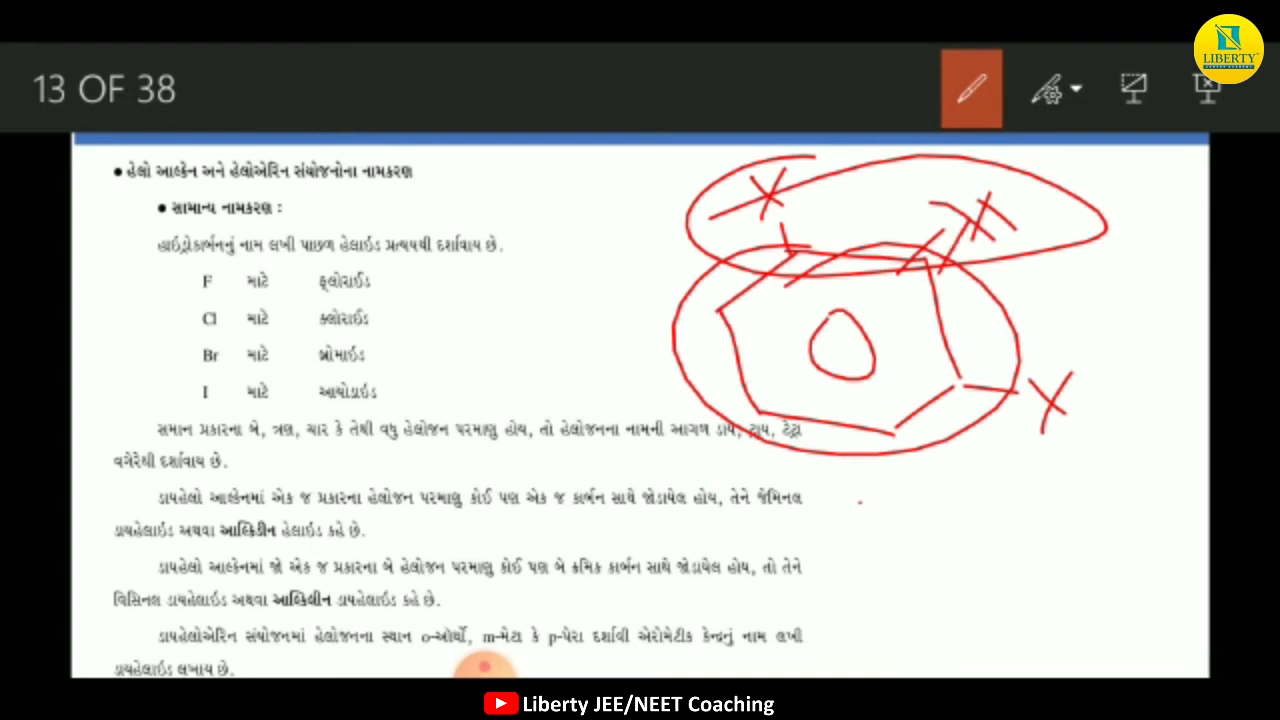 LIBERTY
13 OF 38
● હેલો આલ્કેન અને હેલોએરિન સંયોજનોના નામકરણ
● સામાન્ય નામકરણ :
હાઈડ્રોકાર્બનનું નામ લખી પાછળ હેલાઇડ પ્રત્યયથી દર્શાવાય છે.
F માટે ફ્લોરાઈડ
Cl માટે ક્લોરાઈડ
Br માટે બ્રોમાઇડ
I માટે આયોડાઇડ
સમાન પ્રકારના બે, ત્રણ, ચાર કે તેથી વધુ હેલોજન પરમાણુ હોય, તો હેલોજનના નામની આગળ ડાય, ટ્રાય, ટેટ્રા
વગેરેથી દર્શાવાય છે.
ડાયહેલો આલ્કેનમાં એક જ પ્રકારના હેલોજન પરમાણુ કોઈ પણ એક જ કાર્બન સાથે જોડાયેલ હોય, તેને જેમિનલ
ડાયહેલાઇડ અથવા આલ્કિડીન હેલાઇડ કહે છે.
ડાયહેલો આલ્કેનમાં જો એક જ પ્રકારના બે હેલોજન પરમાણુ કોઈ પણ બે ક્રમિક કાર્બન સાથે જોડાયેલ હોય, તો તેને
વિસિનલ ડાયહેલાઇડ અથવા આલ્કિલીન ડાયહેલાઇડ કહે છે.
ડાયહેલોએરિન સંયોજનમાં હેલોજનના સ્થાન o-ઑર્થો, m-મેટા કે p-પેરા દર્શાવી એરોમેટીક કેન્દ્રનું નામ લખી
ડાયહેલાઇડ લખાય છે.
X
X
X
Liberty JEE/NEET Coaching